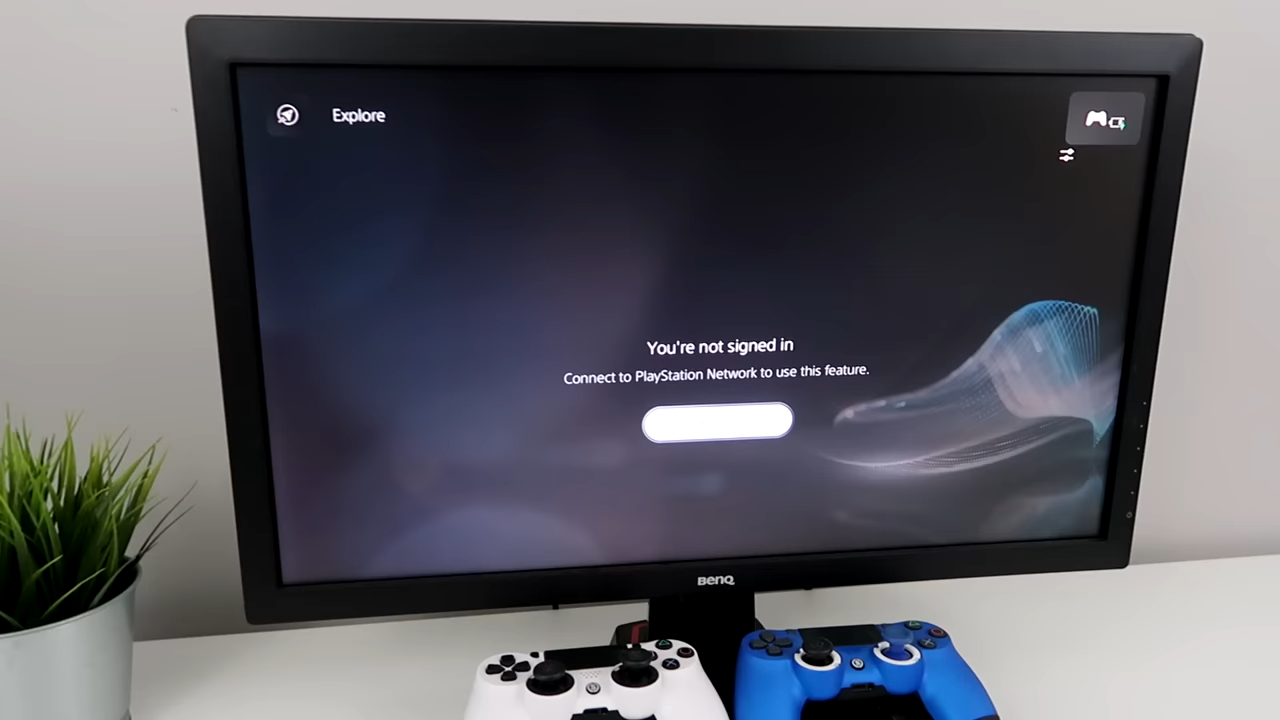 Explore
You're not signed in
Connect to PlayStation Network to use this feature.
BenQ